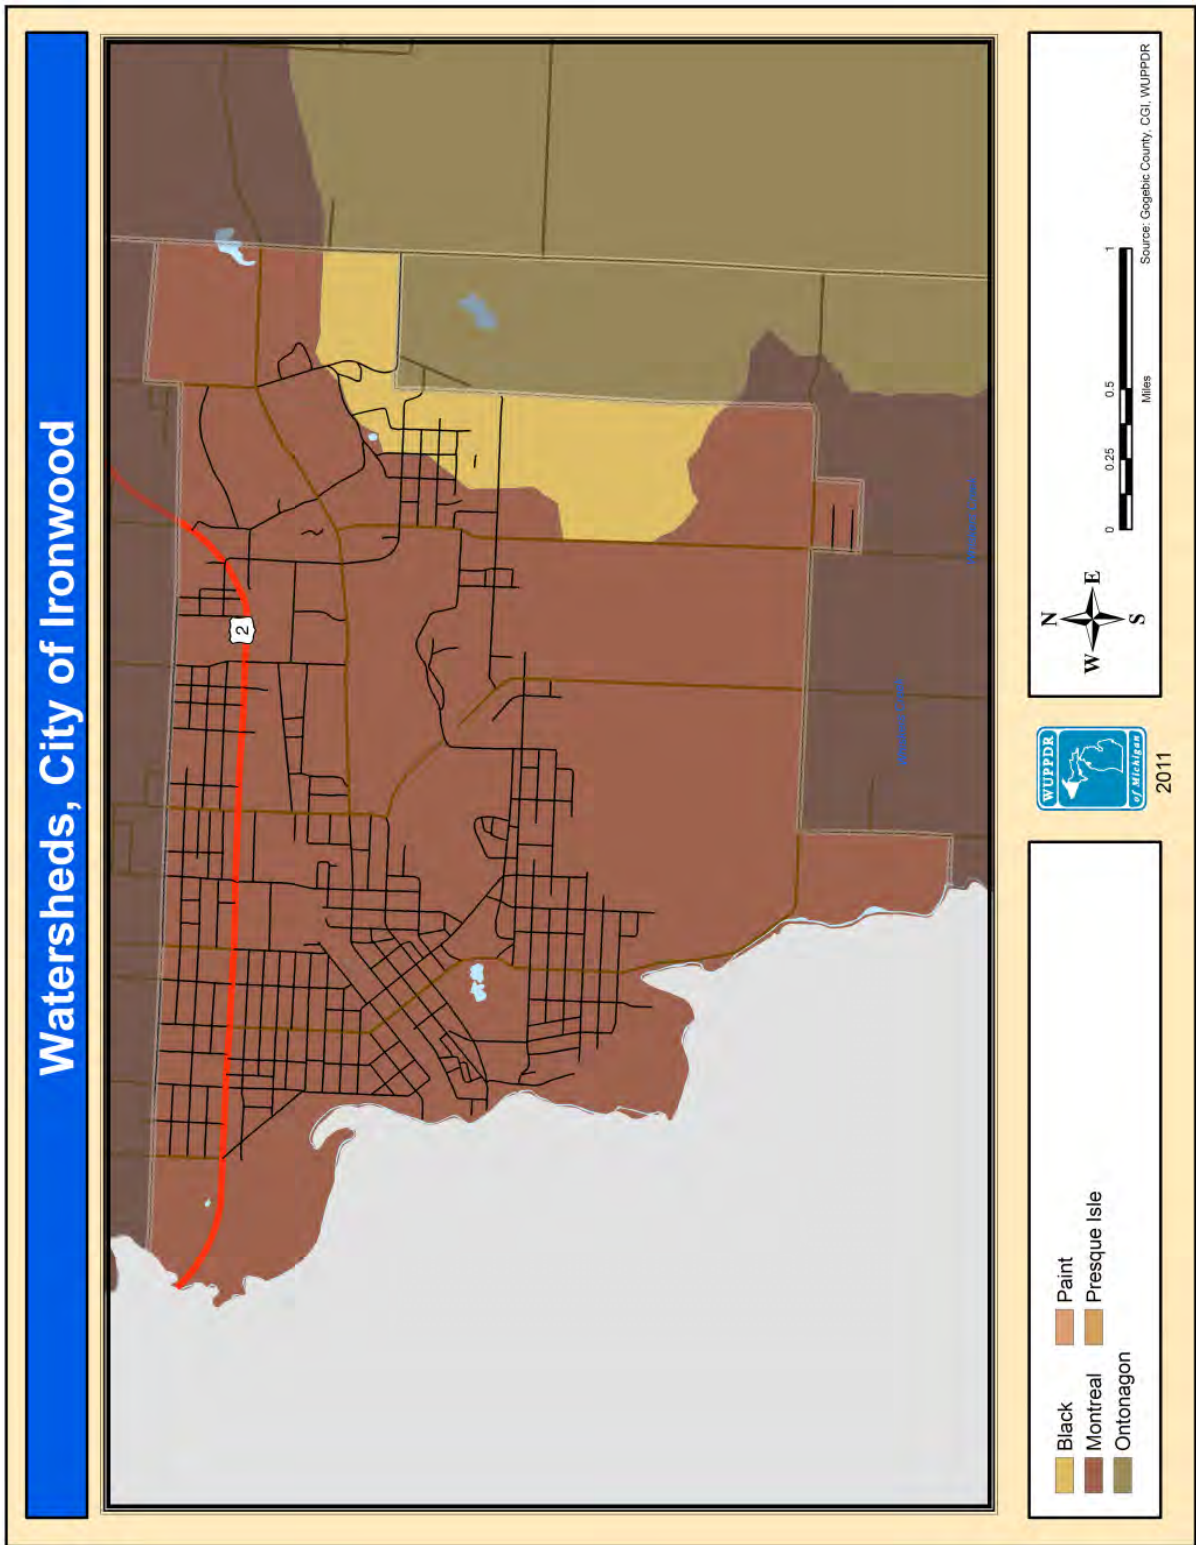 Watersheds, City of Ironwood
2
Black
Montreal
Ontonagon
Paint
Presque Isle
WUPPDR
of Michigan
2011
N
W
E
S
0
0.25
0.5
1
Miles
Source: Gogebic County, CGI, WUPPDR